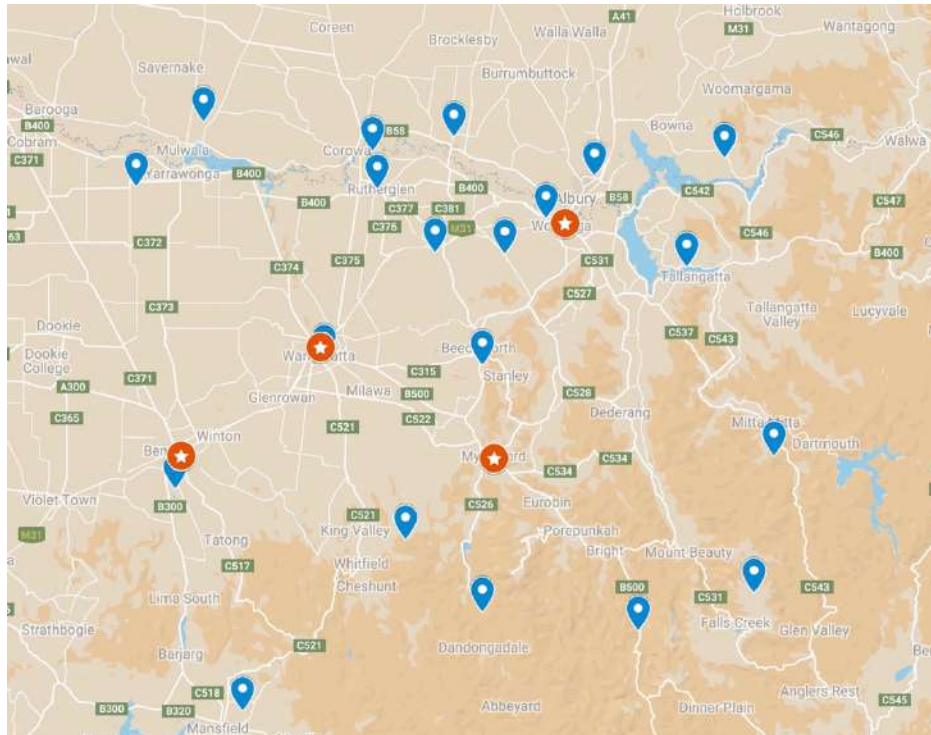 Holbrook
A41
Coreen
Walla Walla
M31
Wantagong
Brocklesby
Savernake
Burrumbuttock
Woomargama
Barooga
B400
B58
Bowna
C546
Walwa
Cobram
Mulwala
Corowa
C371
Yarrawonga
B400
Rutherglen
B400
C542
B400
C377
C381
Albury
B58
C547
C376
M31
C372
C531
C546
C375
B400
C374
Tallangatta
C527
C373
Tallangatta
Valley
Lucyvale
Dookie
C537
C543
Dookie
College
C371
C315
Stanley
A300
Milawa
B500
C528
Glenrowan
C365
C522
Dederang
C521
Mitta Mitta
Winton
Dartmouth
C534
C534
Violet Town
B300
C526
Eurobin
C521
M31
King Valley
Porepunkah
Tatong
Bright
Mount Beauty
C517
Whitfield
Cheshunt
B500
C543
Lima South
C531
Strathbogie
Falls Creek
Glen Valley
C521
Dandongadale
Barjarg
C518
Anglers Rest
C545
B300
B320
Abbeyard
Dinner Plain
Mansfield